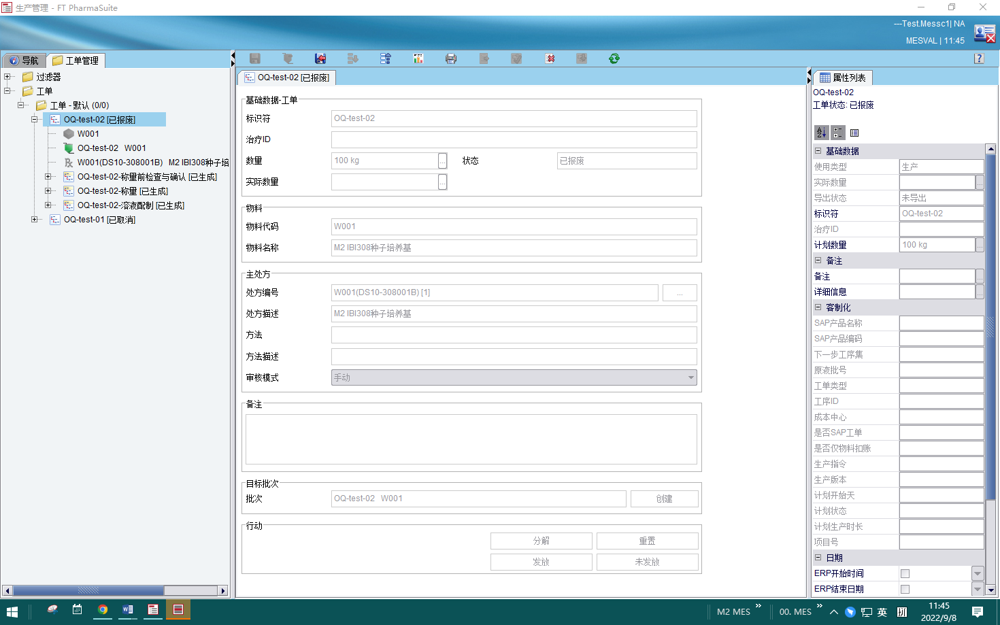 生产管理 - FT PharmaSuite
---Test.Messc1| NA
MESVAL | 11:45
导航
工单管理
过滤器
工单
工单 - 默认 (0/0)
OQ-test-02 [已报废]
W001
OQ-test-02 W001
W001(DS10-308001B) M2 IBI308种子培
OQ-test-02-称量前检查与确认 [已生成]
OQ-test-02-称量 [已生成]
OQ-test-02-溶液配制 [已生成]
OQ-test-01 [已取消]
OQ-test-02 [已报废]
基础数据-工单
标识符 OQ-test-02
治疗ID
数量 100 kg ... 状态 已报废
实际数量 ...
物料
物料代码 W001
物料名称 M2 IBI308种子培养基
主处方
处方编号 W001(DS10-308001B) [1] ...
处方描述 M2 IBI308种子培养基
方法
方法描述
审核模式 手动
备注
目标批次
批次 OQ-test-02 W001 创建
行动
分解 重置
发放 未发放
属性列表
OQ-test-02
工单状态: 已报废
基础数据
使用类型 生产
实际数量 ...
导出状态 未导出
标识符 OQ-test-02
治疗ID
计划数量 100 kg ...
备注
备注 ...
详细信息 ...
客制化
SAP产品名称
SAP产品编码
下一步工序集
原液批号
工单类型
工序ID
成本中心
是否SAP工单
是否仅物料扣账
生产指令
生产版本
计划开始天
计划状态
计划生产时长
项目号
日期
ERP开始时间
ERP结束日期
M2 MES »
00. MES »
英
拼
11:45
2022/9/8